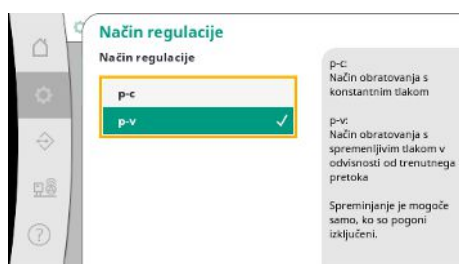 Način regulacije
Način regulacije
p-c
p-v
p-c:
Način obratovanja s
konstantnim tlakom
p-v:
Način obratovanja s
spremenljivim tlakom v
odvisnosti od trenutnega
pretoka
Spreminjanje je mogoče
samo, ko so pogoni
izključeni.